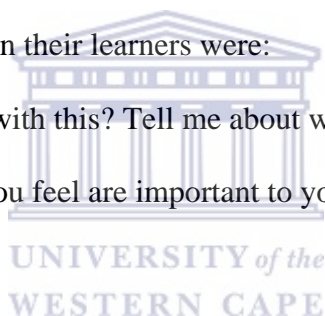 n their learners were:
with this? Tell me about w
ou feel are important to yo
UNIVERSITY of the
WESTERN CAPE